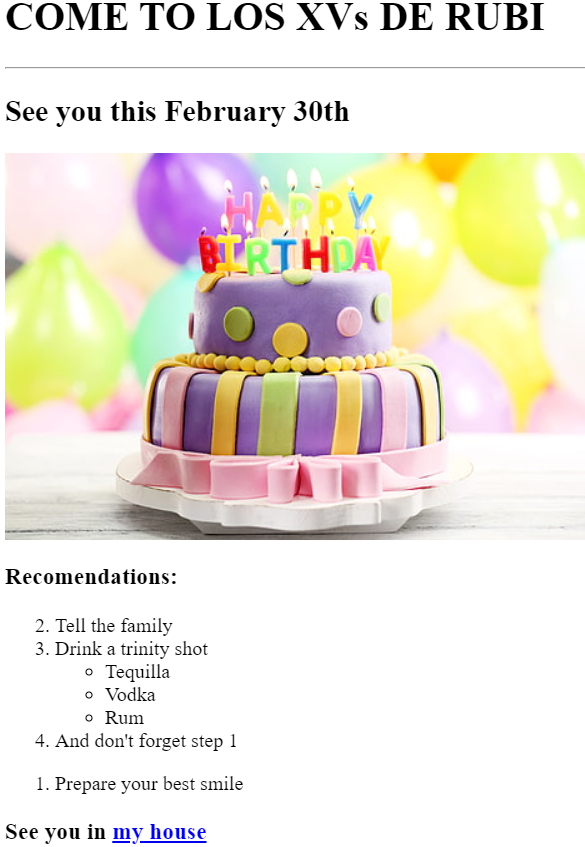 COME TO LOS XVs DE RUBI
See you this February 30th
HAPPY
BIRTHDAY
Recomendations:
2. Tell the family
3. Drink a trinity shot
○ Tequilla
○ Vodka
○ Rum
4. And don't forget step 1
1. Prepare your best smile
See you in my house